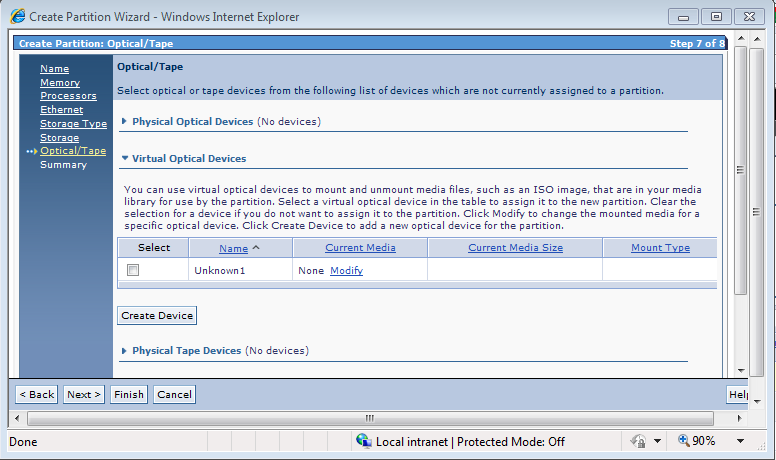 Create Partition Wizard - Windows Internet Explorer
Create Partition: Optical/Tape
Step 7 of 8
Name
Memory
Processors
Ethernet
Storage Type
Storage
Optical/Tape
Summary
Optical/Tape
Select optical or tape devices from the following list of devices which are not currently assigned to a partition.
Physical Optical Devices (No devices)
Virtual Optical Devices
You can use virtual optical devices to mount and unmount media files, such as an ISO image, that are in your media
library for use by the partition. Select a virtual optical device in the table to assign it to the new partition. Clear the
selection for a device if you do not want to assign it to the partition. Click Modify to change the mounted media for a
specific optical device. Click Create Device to add a new optical device for the partition.
Select Name Current Media Current Media Size Mount Type
Unknown1 None Modify
Create Device
Physical Tape Devices (No devices)
< Back Next > Finish Cancel
Done
Local intranet | Protected Mode: Off
90%